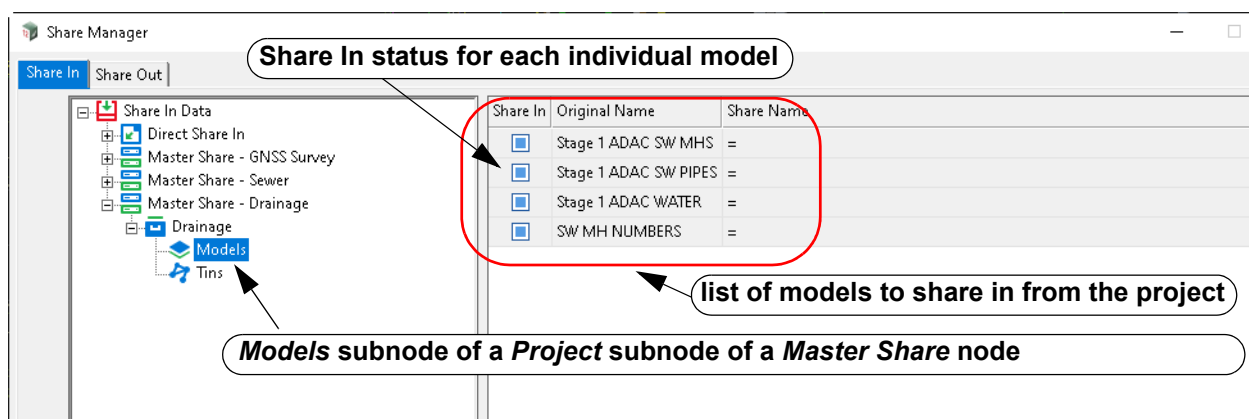 Share Manager
Share In status for each individual model
Share In Share Out
Share In Data
Direct Share In
Master Share - GNSS Survey
Master Share - Sewer
Master Share - Drainage
Drainage
Models
Tins
Share In Original Name Share Name
Stage 1 ADAC SW MHS =
Stage 1 ADAC SW PIPES =
Stage 1 ADAC WATER =
SW MH NUMBERS =
list of models to share in from the project
Models subnode of a Project subnode of a Master Share node